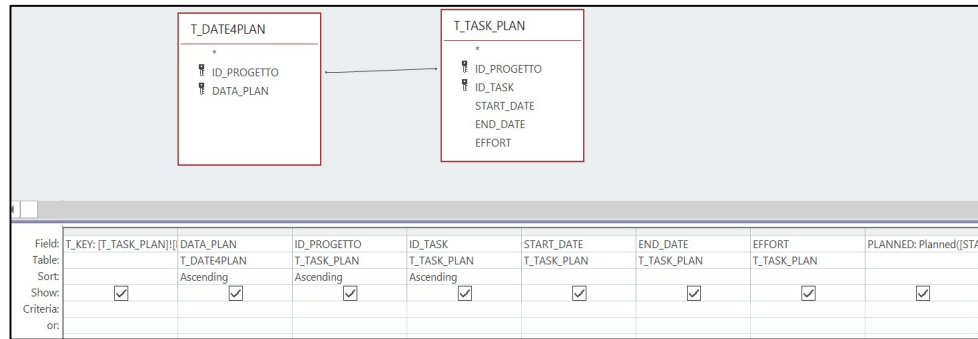 T_DATE4PLAN
*
ID_PROGETTO
DATA_PLAN
T_TASK_PLAN
*
ID_PROGETTO
ID_TASK
START_DATE
END_DATE
EFFORT
Field: T_KEY: [T_TASK_PLAN]![ DATA_PLAN ID_PROGETTO ID_TASK START_DATE END_DATE EFFORT PLANNED: Planned([STA
Table: T_DATE4PLAN T_TASK_PLAN T_TASK_PLAN T_TASK_PLAN T_TASK_PLAN T_TASK_PLAN
Sort: Ascending Ascending Ascending
Show:
Criteria:
or: